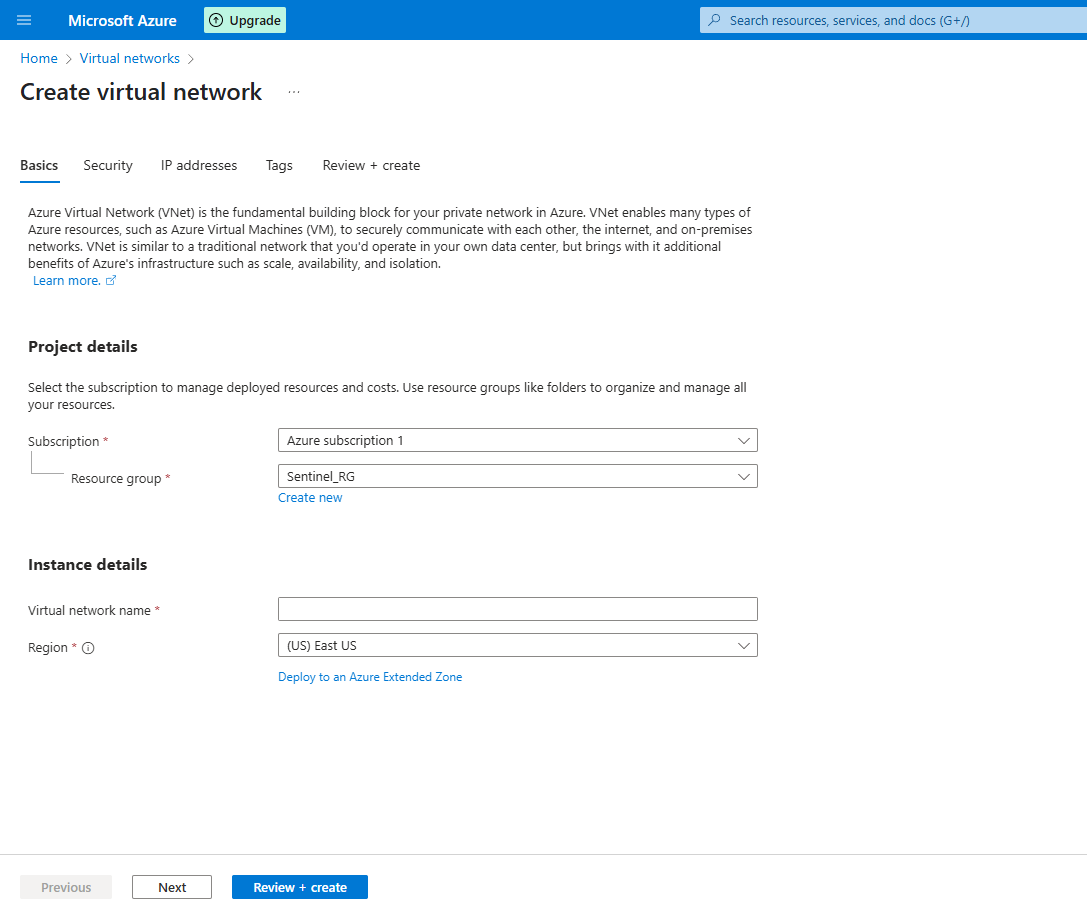 Microsoft Azure
Upgrade
Search resources, services, and docs (G+/)
Home > Virtual networks >
Create virtual network ...
Basics Security IP addresses Tags Review + create
Azure Virtual Network (VNet) is the fundamental building block for your private network in Azure. VNet enables many types of
Azure resources, such as Azure Virtual Machines (VM), to securely communicate with each other, the internet, and on-premises
networks. VNet is similar to a traditional network that you'd operate in your own data center, but brings with it additional
benefits of Azure's infrastructure such as scale, availability, and isolation.
Learn more.
Project details
Select the subscription to manage deployed resources and costs. Use resource groups like folders to organize and manage all
your resources.
Subscription * Azure subscription 1
Resource group * Sentinel_RG
Create new
Instance details
Virtual network name *
Region * (US) East US
Deploy to an Azure Extended Zone
Previous Next Review + create